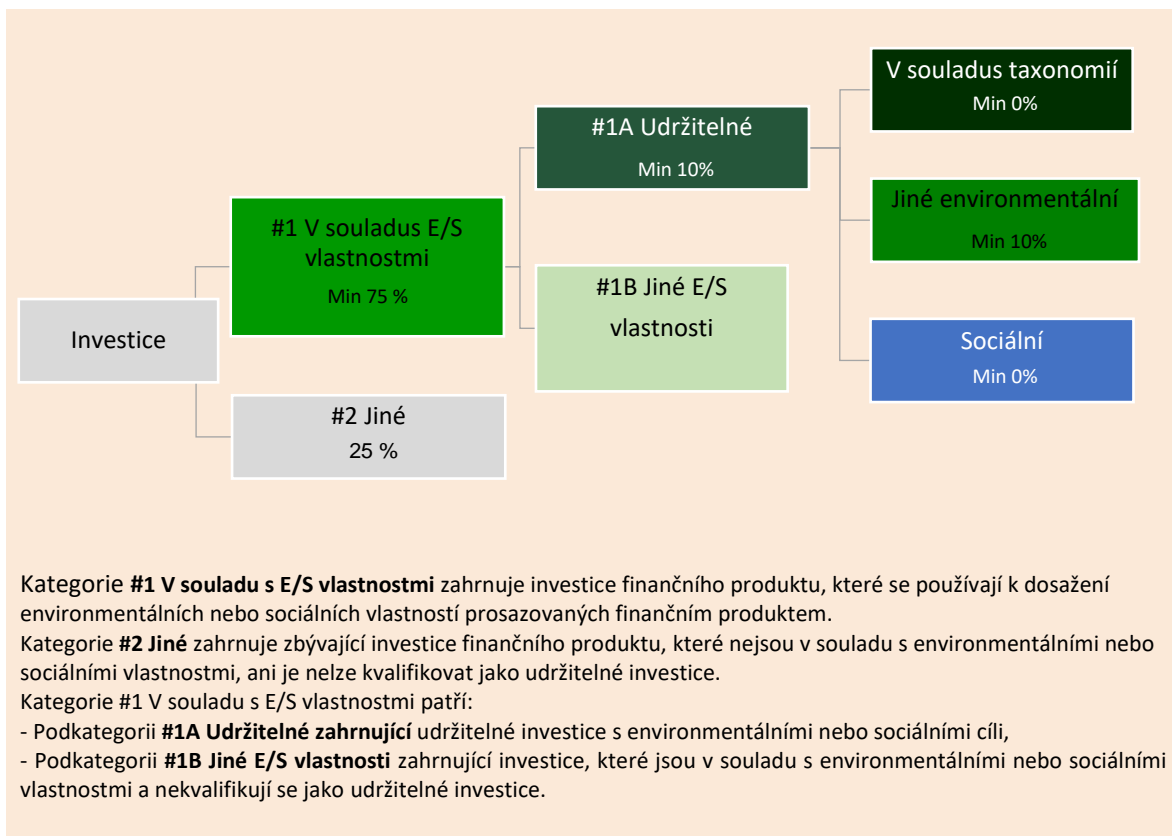 V souladus taxonomií
Min 0%
#1A Udržitelné
Min 10%
Jiné environmentální
Min 10%
#1 V souladus E/S
vlastnostmi
Min 75 %
#1B Jiné E/S
vlastnosti
Investice
Sociální
Min 0%
#2 Jiné
25 %
Kategorie #1 V souladu s E/S vlastnostmi zahrnuje investice finančního produktu, které se používají k dosažení
environmentálních nebo sociálních vlastností prosazovaných finančním produktem.
Kategorie #2 Jiné zahrnuje zbývající investice finančního produktu, které nejsou v souladu s environmentálními nebo
sociálními vlastnostmi, ani je nelze kvalifikovat jako udržitelné investice.
Kategorie #1 V souladu s E/S vlastnostmi patří:
- Podkategorii #1A Udržitelné zahrnující udržitelné investice s environmentálními nebo sociálními cíli,
- Podkategorii #1B Jiné E/S vlastnosti zahrnující investice, které jsou v souladu s environmentálními nebo sociálními
vlastnostmi a nekvalifikují se jako udržitelné investice.